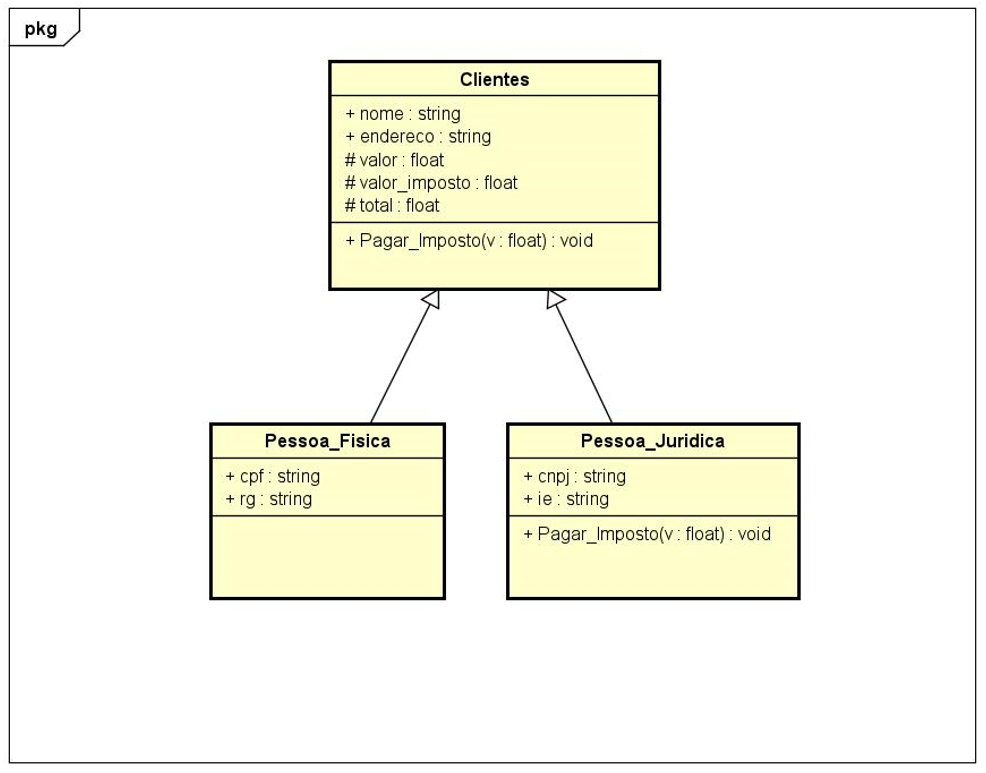 pkg
Clientes
+ nome : string
+ endereco : string
# valor : float
# valor_imposto : float
# total : float
+ Pagar_Imposto(v : float) : void
Pessoa_Fisica
+ cpf : string
+ rg : string
Pessoa_Juridica
+ cnpj : string
+ ie : string
+ Pagar_Imposto(v : float) : void